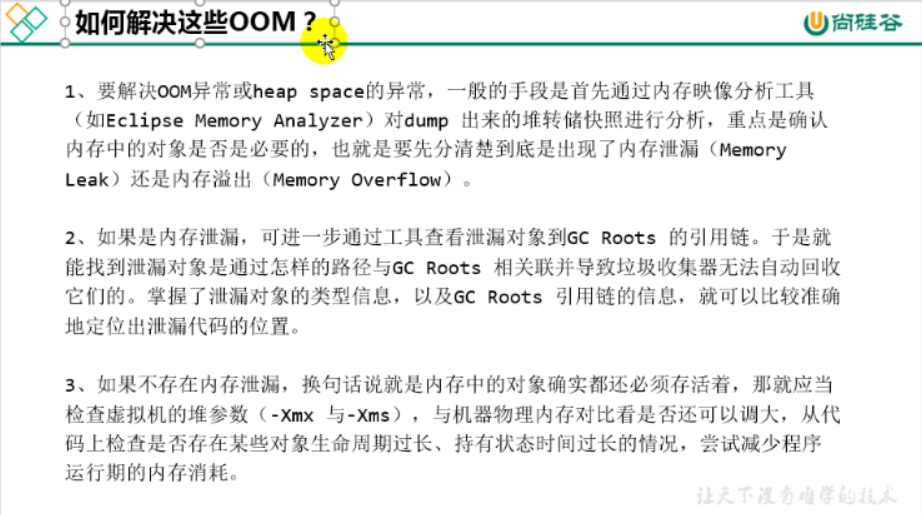 如何解决这些OOM？
尚硅谷
1、要解决OOM异常或heap space的异常，一般的手段是首先通过内存映像分析工具
（如Eclipse Memory Analyzer）对dump 出来的堆转储快照进行分析，重点是确认
内存中的对象是否是必要的，也就是要先分清楚到底是出现了内存泄漏（Memory
Leak）还是内存溢出（Memory Overflow）。
2、如果是内存泄漏，可进一步通过工具查看泄漏对象到GC Roots 的引用链。于是就
能找到泄漏对象是通过怎样的路径与GC Roots 相关联并导致垃圾收集器无法自动回收
它们的。掌握了泄漏对象的类型信息，以及GC Roots 引用链的信息，就可以比较准确
地定位出泄漏代码的位置。
3、如果不存在内存泄漏，换句话说就是内存中的对象确实都还必须存活着，那就应当
检查虚拟机的堆参数（-Xmx 与-Xms），与机器物理内存对比看是否还可以调大，从代
码上检查是否存在某些对象生命周期过长、持有状态时间过长的情况，尝试减少程序
运行期的内存消耗。
让天下没有难学的技术